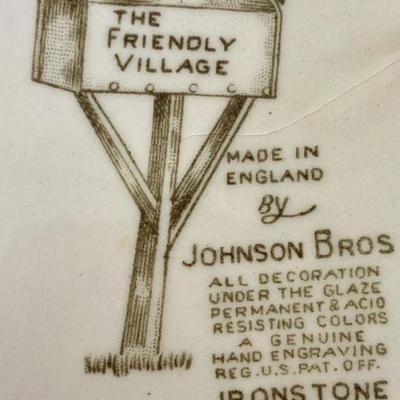 THE
FRIENDLY
VILLAGE
MADE IN
ENGLAND
By
JOHNSON BROS
ALL DECORATION
UNDER THE GLAZE
PERMANENT & ACID
RESISTING COLORS
A GENUINE
HAND ENGRAVING
REG. U.S. PAT. OFF.
IRONSTONE